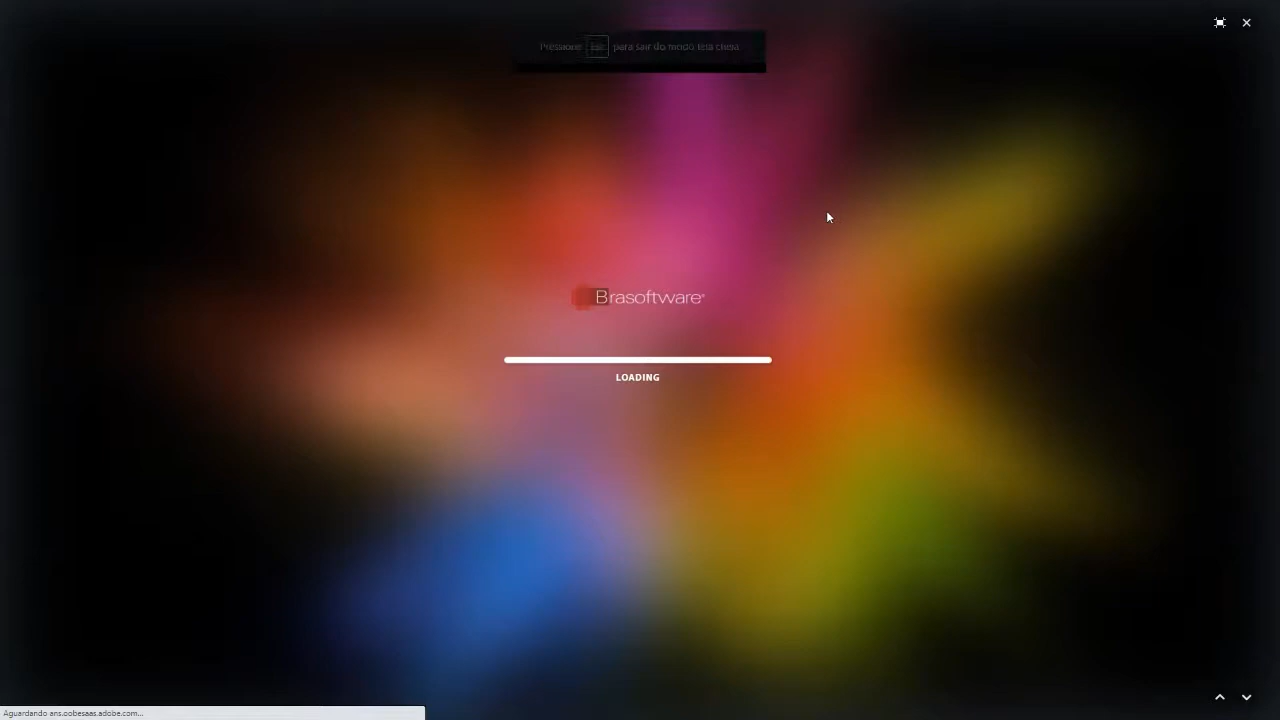 Pressione Esc para sair do modo tela cheia
Brasoftware®
LOADING
Aguardando ans.oobesaas.adobe.com...